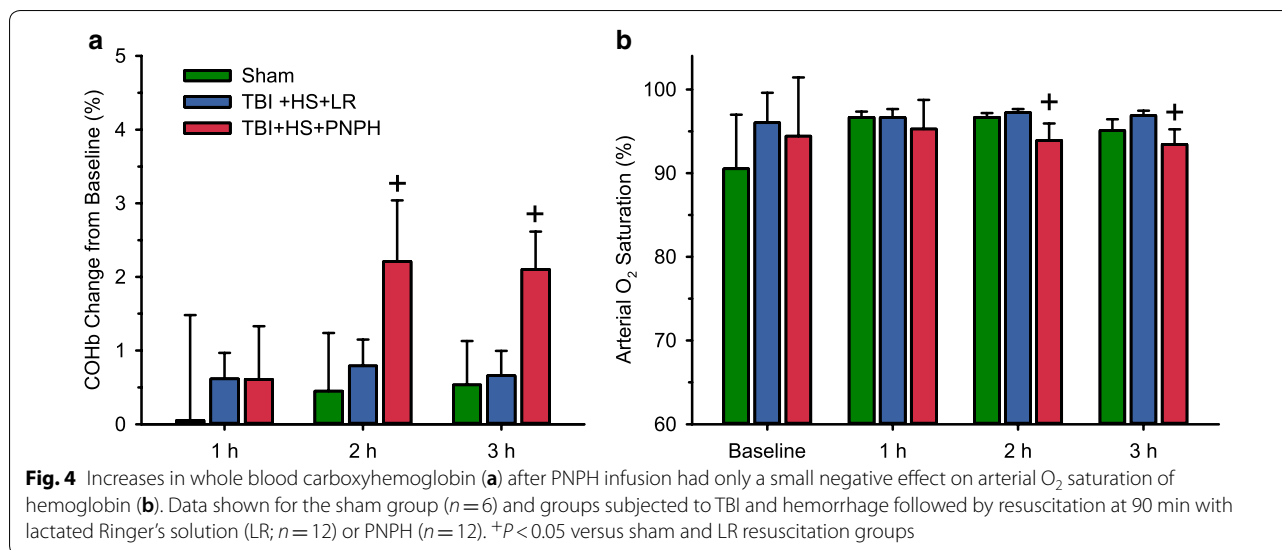 a
5
4
3
2
1
0
COHb Change from Baseline (%)
Sham
TBI +HS+LR
TBI+HS+PNPH
+
+
1 h 2 h 3 h
b
100
90
80
70
60
Arterial O₂ Saturation (%)
+
+
Baseline 1 h 2 h 3 h
Fig. 4 Increases in whole blood carboxyhemoglobin (a) after PNPH infusion had only a small negative effect on arterial O₂ saturation of
hemoglobin (b). Data shown for the sham group (n = 6) and groups subjected to TBI and hemorrhage followed by resuscitation at 90 min with
lactated Ringer's solution (LR; n = 12) or PNPH (n = 12). ⁺P < 0.05 versus sham and LR resuscitation groups